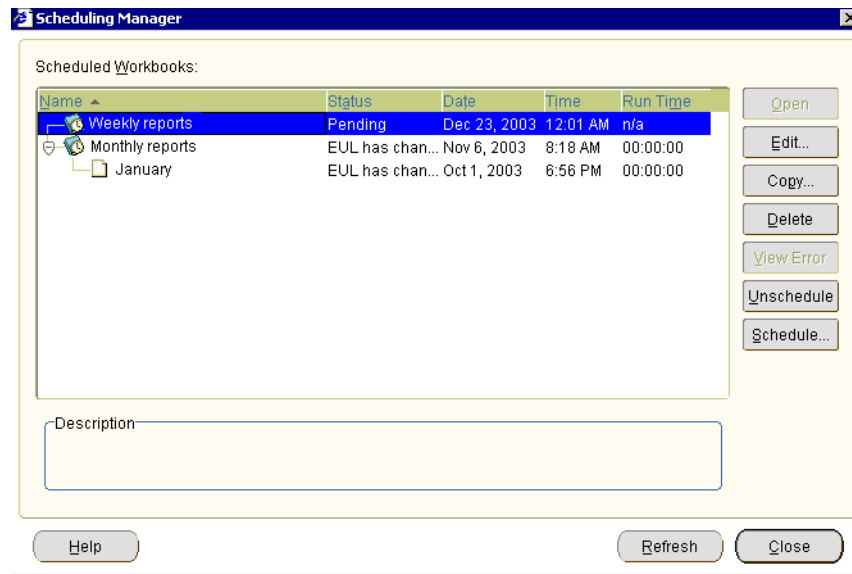 Scheduling Manager
Scheduled Workbooks:
Name Status Date Time Run Time
Weekly reports Pending Dec 23, 2003 12:01 AM n/a
Monthly reports EUL has chan... Nov 6, 2003 8:18 AM 00:00:00
January EUL has chan... Oct 1, 2003 6:56 PM 00:00:00
Open
Edit...
Copy...
Delete
View Error
Unschedule
Schedule...
Description
Help Refresh Close